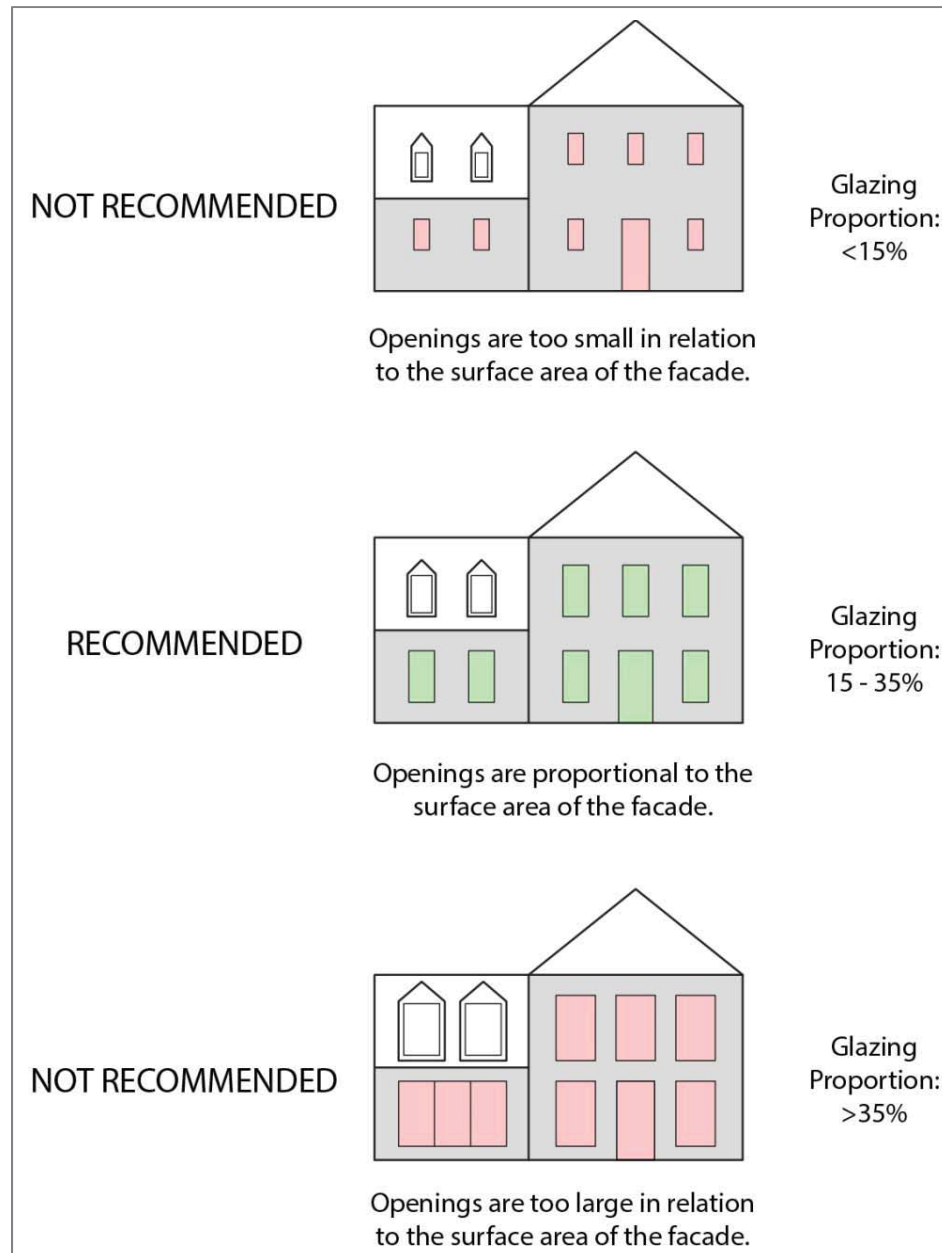 NOT RECOMMENDED
Glazing
Proportion:
<15%
Openings are too small in relation
to the surface area of the facade.
RECOMMENDED
Glazing
Proportion:
15 - 35%
Openings are proportional to the
surface area of the facade.
NOT RECOMMENDED
Glazing
Proportion:
>35%
Openings are too large in relation
to the surface area of the facade.